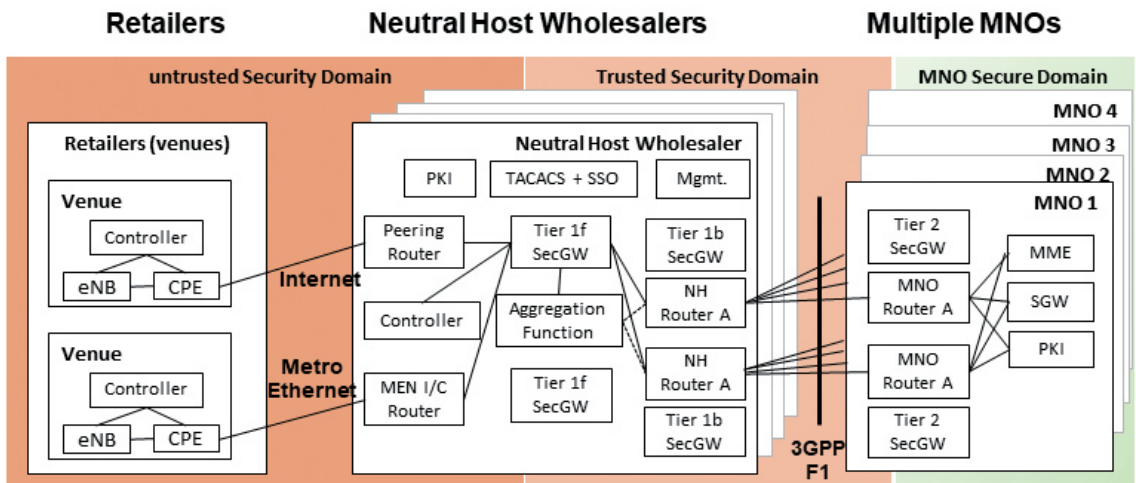 Retailers
Neutral Host Wholesalers
Multiple MNOs
untrusted Security Domain
Trusted Security Domain
MNO Secure Domain
Retailers (venues)
Venue
Controller
eNB
CPE
Venue
Controller
eNB
CPE
Internet
Metro
Ethernet
Neutral Host Wholesaler
PKI
TACACS + SSO
Mgmt.
Peering
Router
Tier 1f
SecGW
Tier 1b
SecGW
Controller
Aggregation
Function
NH
Router A
MEN I/C
Router
Tier 1f
SecGW
NH
Router A
Tier 1b
SecGW
3GPP
F1
MNO 4
MNO 3
MNO 2
MNO 1
Tier 2
SecGW
MNO
Router A
MNO
Router A
Tier 2
SecGW
MME
SGW
PKI